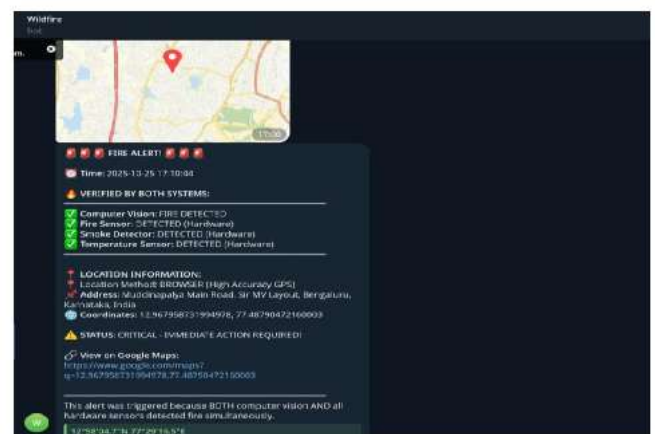 Wildfire
bot
m.
🚨 🚨 🚨 FIRE ALERT! 🚨 🚨 🚨
⏰ Time: 2025-10-25 17:10:04
🔥 VERIFIED BY BOTH SYSTEMS:
✅ Computer Vision: FIRE DETECTED
✅ Fire Sensor: DETECTED (Hardware)
✅ Smoke Detector: DETECTED (Hardware)
✅ Temperature Sensor: DETECTED (Hardware)
📍 LOCATION INFORMATION:
📍 Location Method: BROWSER (High Accuracy GPS)
📌 Address: Muddinapalya Main Road, Sir MV Layout, Bengaluru,
Karnataka, India
🌐 Coordinates: 12.967958731994978, 77.48790472160003
⚠️ STATUS: CRITICAL - IMMEDIATE ACTION REQUIRED!
🔗 View on Google Maps:
https://www.google.com/maps?
q=12.967958731994978,77.48790472160003
This alert was triggered because BOTH computer vision AND all
hardware sensors detected fire simultaneously.
W